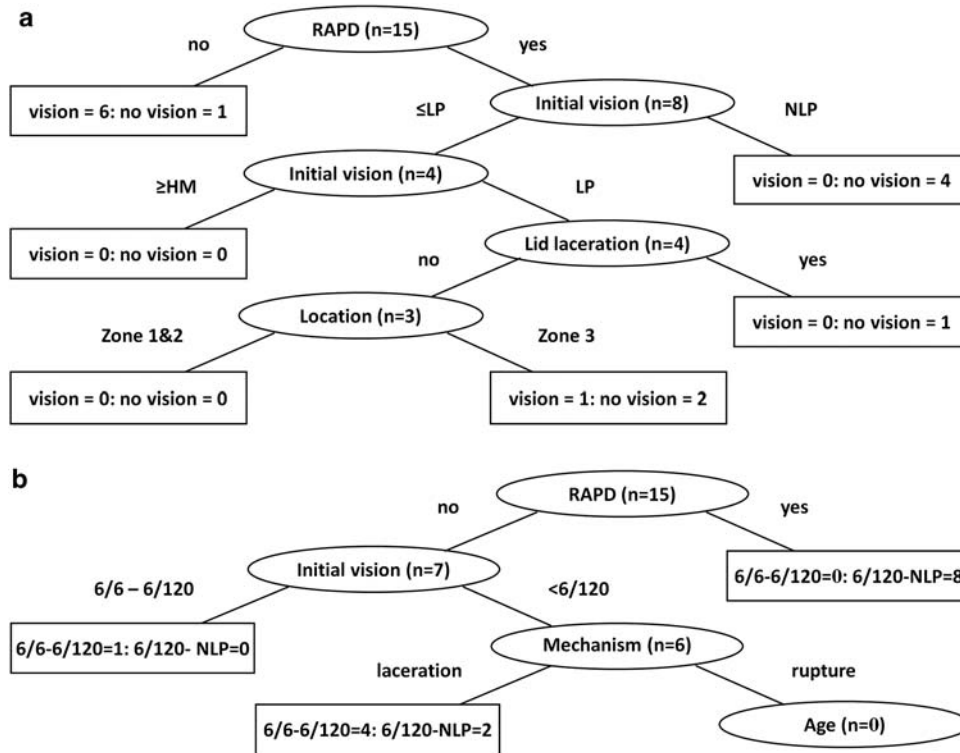 a
RAPD (n=15)
no
yes
vision = 6: no vision = 1
≤LP
Initial vision (n=8)
NLP
≥HM
Initial vision (n=4)
LP
vision = 0: no vision = 4
vision = 0: no vision = 0
no
Lid laceration (n=4)
yes
Zone 1&2
Location (n=3)
Zone 3
vision = 0: no vision = 1
vision = 0: no vision = 0
vision = 1: no vision = 2
b
RAPD (n=15)
no
yes
Initial vision (n=7)
6/6-6/120=0: 6/120-NLP=8
6/6 – 6/120
<6/120
6/6-6/120=1: 6/120- NLP=0
Mechanism (n=6)
laceration
rupture
6/6-6/120=4: 6/120-NLP=2
Age (n=0)